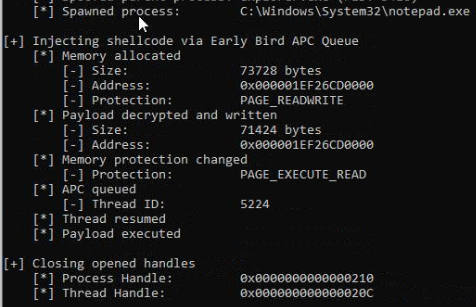 [*] Spawned process: C:\Windows\System32\notepad.exe
[+] Injecting shellcode via Early Bird APC Queue
[*] Memory allocated
[-] Size: 73728 bytes
[-] Address: 0x000001EF26CD0000
[-] Protection: PAGE_READWRITE
[*] Payload decrypted and written
[-] Size: 71424 bytes
[-] Address: 0x000001EF26CD0000
[*] Memory protection changed
[-] Protection: PAGE_EXECUTE_READ
[*] APC queued
[-] Thread ID: 5224
[*] Thread resumed
[*] Payload executed
[+] Closing opened handles
[*] Process Handle: 0x0000000000000210
[*] Thread Handle: 0x000000000000020C